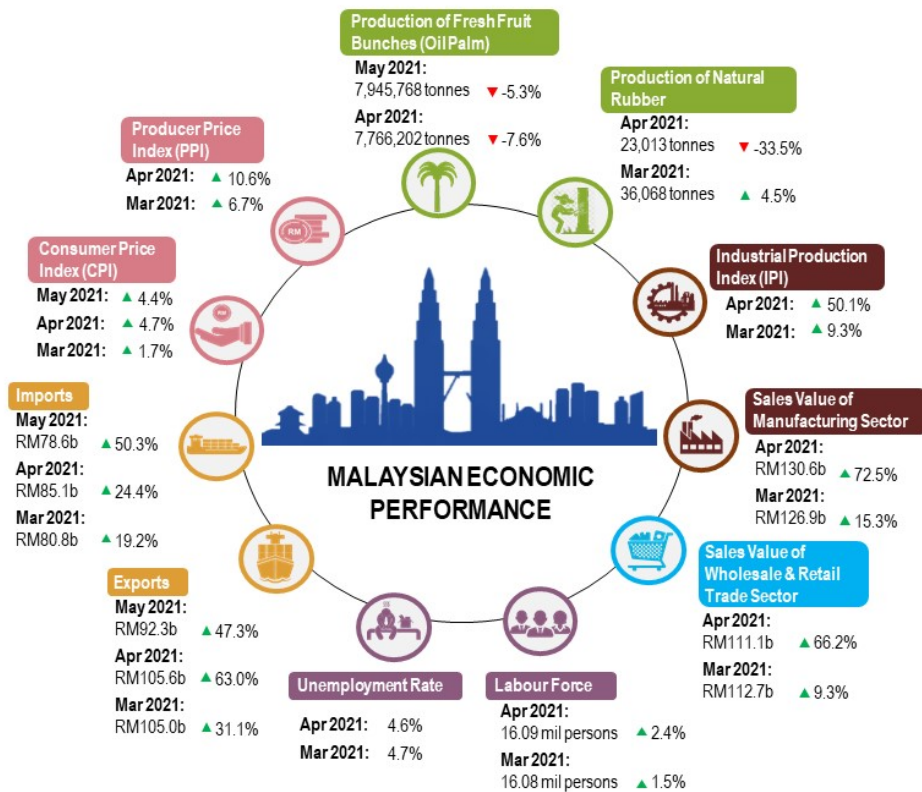 Production of Fresh Fruit
Bunches (Oil Palm)
May 2021:
7,945,768 tonnes ▼ -5.3%
Apr 2021:
7,766,202 tonnes ▼ -7.6%
Production of Natural
Rubber
Apr 2021:
23,013 tonnes ▼ -33.5%
Mar 2021:
36,068 tonnes ▲ 4.5%
Industrial Production
Index (IPI)
Apr 2021: ▲ 50.1%
Mar 2021: ▲ 9.3%
Sales Value of
Manufacturing Sector
Apr 2021:
RM130.6b ▲ 72.5%
Mar 2021:
RM126.9b ▲ 15.3%
Sales Value of
Wholesale & Retail
Trade Sector
Apr 2021:
RM111.1b ▲ 66.2%
Mar 2021:
RM112.7b ▲ 9.3%
Labour Force
Apr 2021:
16.09 mil persons ▲ 2.4%
Mar 2021:
16.08 mil persons ▲ 1.5%
Unemployment Rate
Apr 2021: 4.6%
Mar 2021: 4.7%
Exports
May 2021:
RM92.3b ▲ 47.3%
Apr 2021:
RM105.6b ▲ 63.0%
Mar 2021:
RM105.0b ▲ 31.1%
Imports
May 2021:
RM78.6b ▲ 50.3%
Apr 2021:
RM85.1b ▲ 24.4%
Mar 2021:
RM80.8b ▲ 19.2%
Consumer Price
Index (CPI)
May 2021: ▲ 4.4%
Apr 2021: ▲ 4.7%
Mar 2021: ▲ 1.7%
Producer Price
Index (PPI)
Apr 2021: ▲ 10.6%
Mar 2021: ▲ 6.7%
RM
MALAYSIAN ECONOMIC
PERFORMANCE